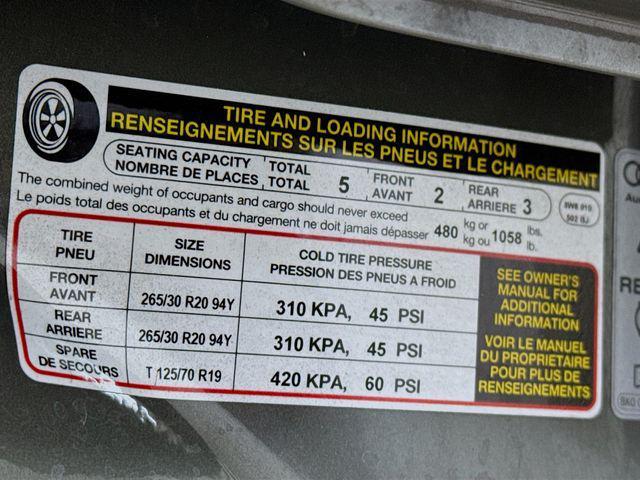 TIRE AND LOADING INFORMATION
RENSEIGNEMENTS SUR LES PNEUS ET LE CHARGEMENT
SEATING CAPACITY TOTAL 5 FRONT 2 REAR 3
NOMBRE DE PLACES, TOTAL AVANT ARRIERE
The combined weight of occupants and cargo should never exceed 480 kg or 1058 lbs.
Le poids total des occupants et du chargement ne doit jamais dépasser kg ou lb.
TIRE SIZE COLD TIRE PRESSURE
PNEU DIMENSIONS PRESSION DES PNEUS A FROID
FRONT
AVANT 265/30 R20 94Y 310 KPA, 45 PSI
REAR
ARRIERE 265/30 R20 94Y 310 KPA, 45 PSI
SPARE
DE SECOURS T 125/70 R19 420 KPA, 60 PSI
SEE OWNER'S
MANUAL FOR
ADDITIONAL
INFORMATION
VOIR LE MANUEL
DU PROPRIETAIRE
POUR PLUS DE
RENSEIGNEMENTS